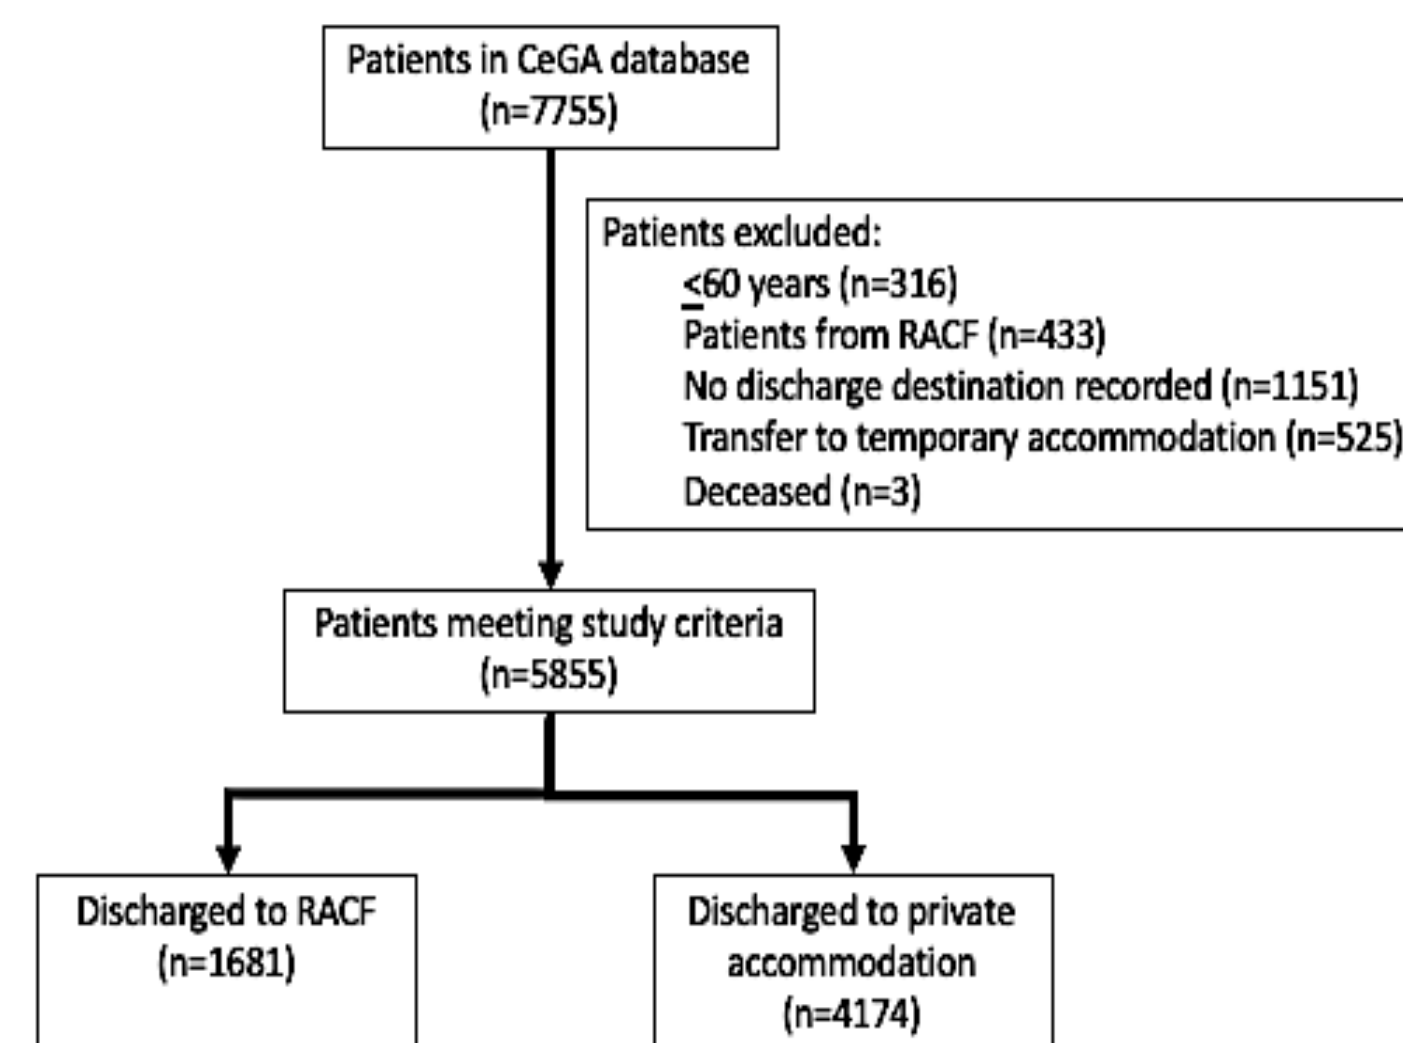 Patients in CeGA database
(n=7755)
Patients excluded:
≤60 years (n=316)
Patients from RACF (n=433)
No discharge destination recorded (n=1151)
Transfer to temporary accommodation (n=525)
Deceased (n=3)
Patients meeting study criteria
(n=5855)
Discharged to RACF
(n=1681)
Discharged to private
accommodation
(n=4174)